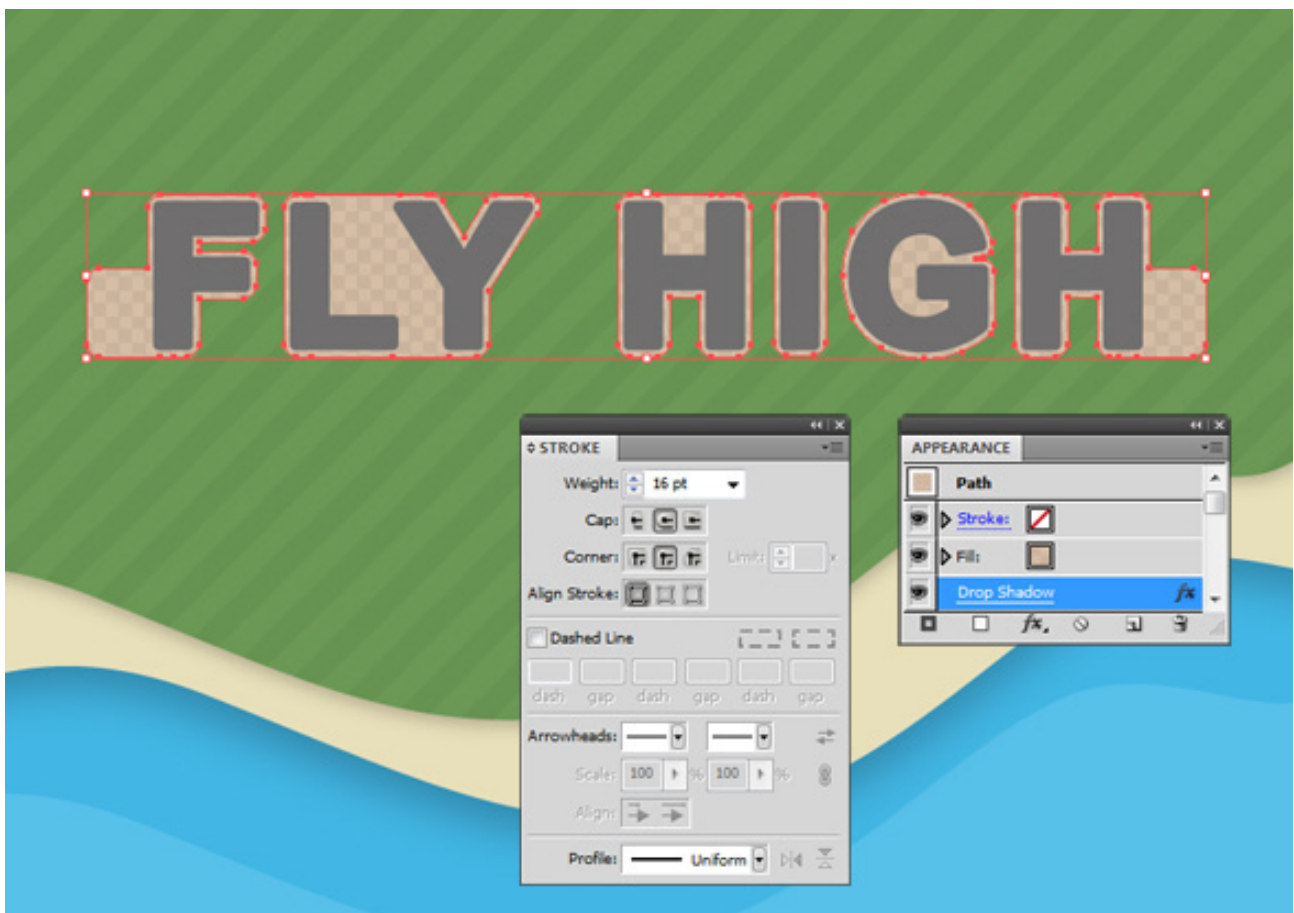 FLY HIGH
STROKE
Weight: 16 pt
Cap:
Corner: Limit: x
Align Stroke:
Dashed Line
dash gap dash gap dash gap
Arrowheads:
Scale: 100 % 100 %
Align:
Profile: Uniform
APPEARANCE
Path
Stroke:
Fill:
Drop Shadow fx
fx.